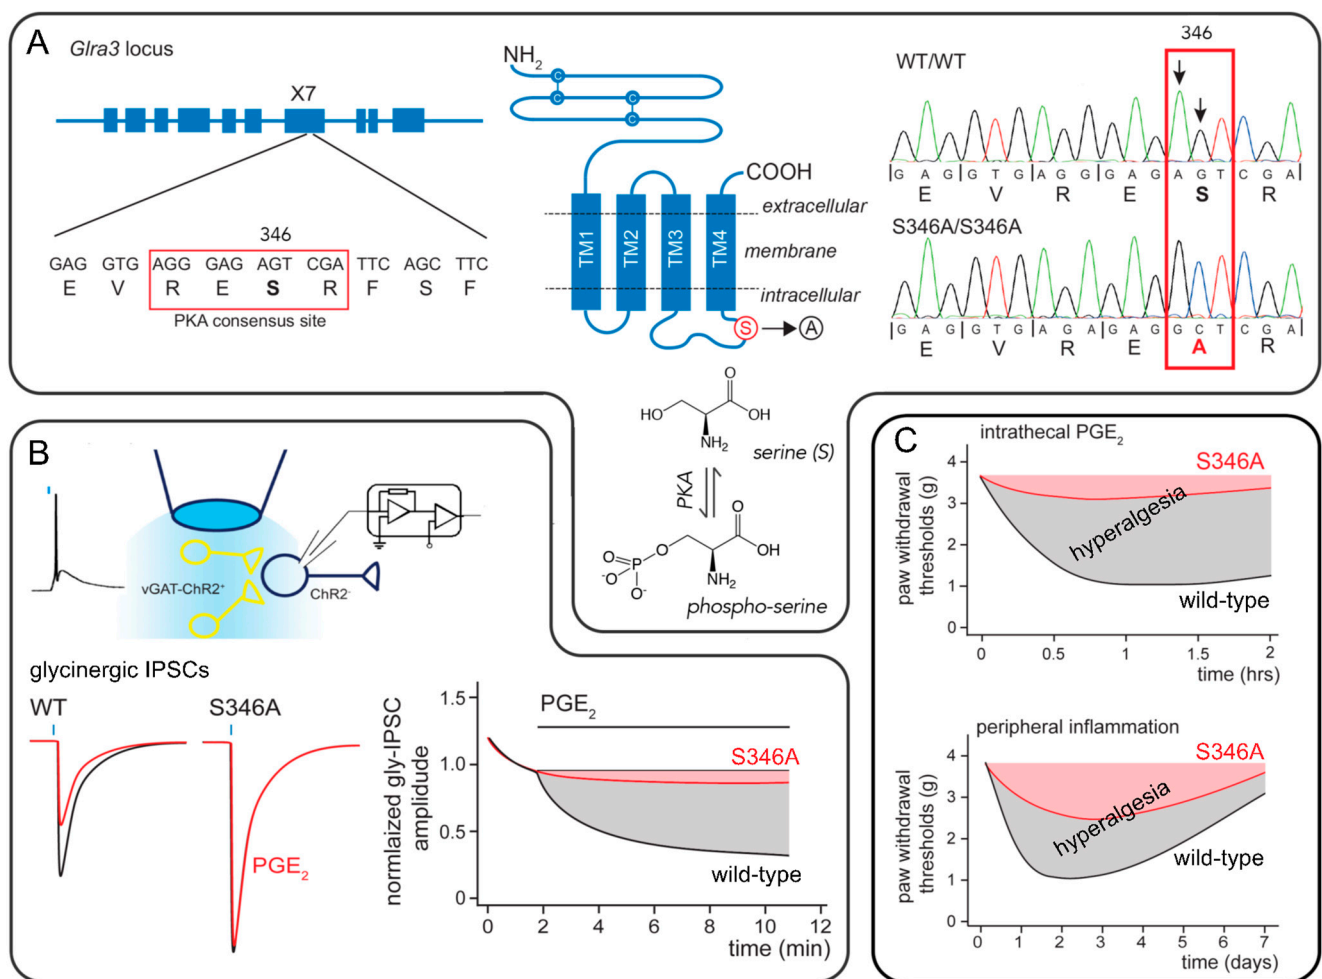 A
Glra3 locus
X7
346
GAG GTG AGG GAG AGT CGA TTC AGC TTC
E V R E S R F S F
PKA consensus site
NH2
C
C
C
C
COOH
extracellular
membrane
intracellular
TM1
TM2
TM3
TM4
S
A
346
WT/WT
G A G G T G A G G G A G A G T C G A
E V R E S R
S346A/S346A
G A G G T G A G A G A G G C T C G A
E V R E A R
O
HO
OH
NH2
serine (S)
PKA
O
O
O
P
OH
-O
O-
NH2
phospho-serine
B
vGAT-ChR2+
ChR2-
glycinergic IPSCs
WT
S346A
PGE2
normlaized gly-IPSC
amplidude
1.5
1.0
0.5
0
PGE2
S346A
wild-type
0 2 4 6 8 10 12
time (min)
C
intrathecal PGE2
paw withdrawal
thresholds (g)
4
3
2
1
0
S346A
hyperalgesia
wild-type
0 0.5 1 1.5 2
time (hrs)
peripheral inflammation
paw withdrawal
thresholds (g)
4
3
2
1
0
S346A
hyperalgesia
wild-type
0 1 2 3 4 5 6 7
time (days)